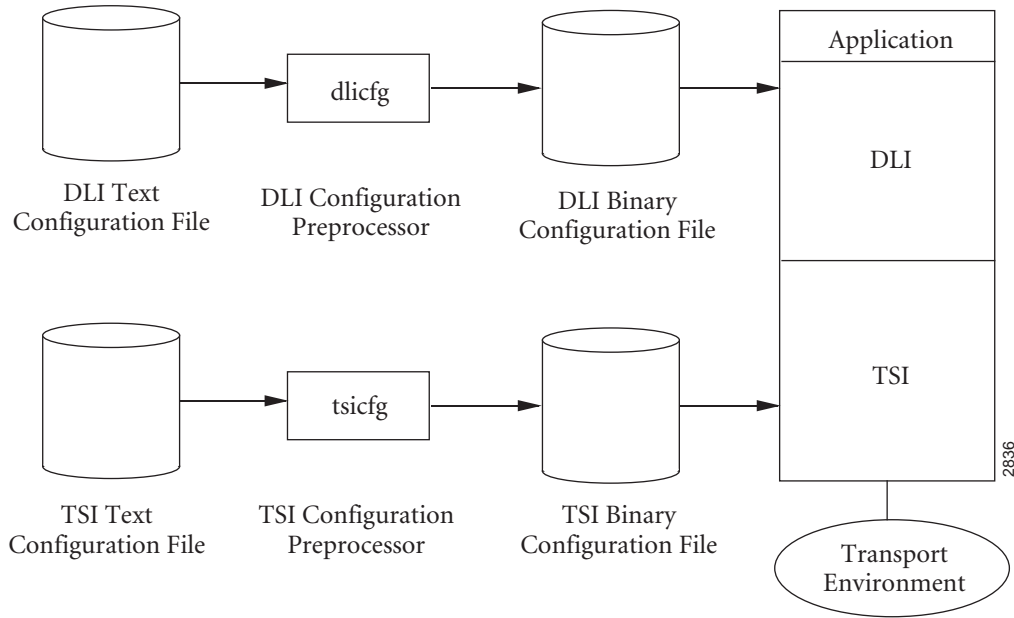 Application
dlicfg
DLI
DLI Text
Configuration File
DLI Configuration
Preprocessor
DLI Binary
Configuration File
tsicfg
TSI
2836
TSI Text
Configuration File
TSI Configuration
Preprocessor
TSI Binary
Configuration File
Transport
Environment